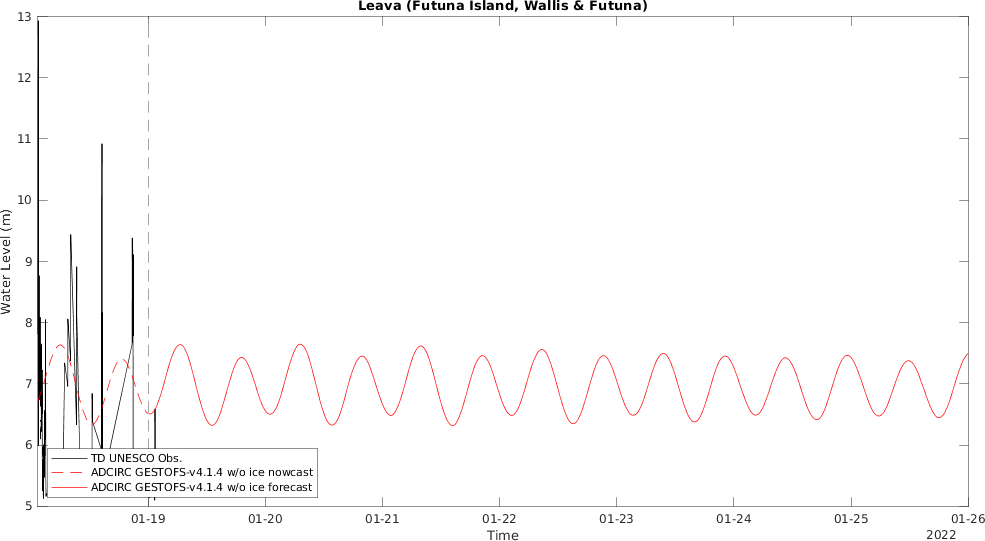 Leava (Futuna Island, Wallis & Futuna)
Water Level (m)
13
12
11
10
9
8
7
6
5
TD UNESCO Obs.
ADCIRC GESTOFS-v4.1.4 w/o ice nowcast
ADCIRC GESTOFS-v4.1.4 w/o ice forecast
01-19 01-20 01-21 01-22 01-23 01-24 01-25 01-26
Time
2022